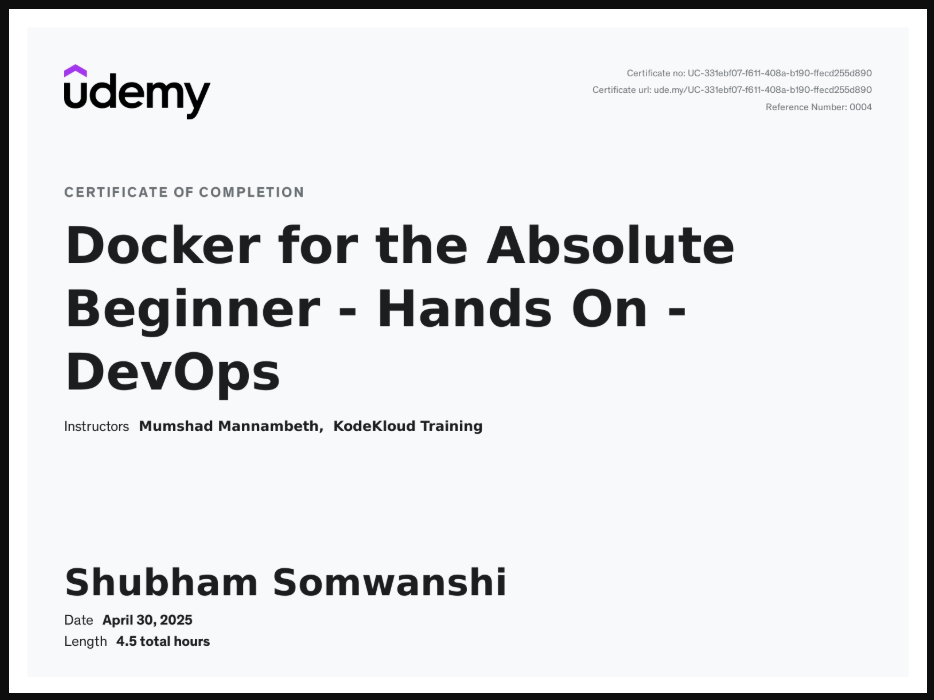 udemy
Certificate no: UC-331ebf07-f611-408a-b190-ffecd255d890
Certificate url: ude.my/UC-331ebf07-f611-408a-b190-ffecd255d890
Reference Number: 0004
CERTIFICATE OF COMPLETION
Docker for the Absolute
Beginner - Hands On -
DevOps
Instructors Mumshad Mannambeth, KodeKloud Training
Shubham Somwanshi
Date April 30, 2025
Length 4.5 total hours